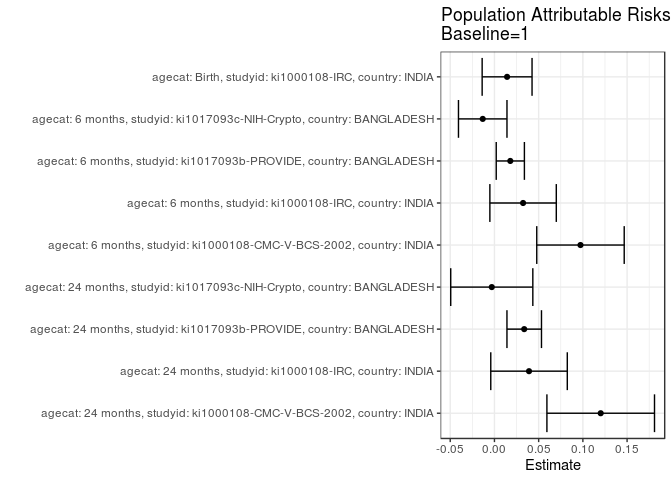 Population Attributable Risks
Baseline=1
agecat: Birth, studyid: ki1000108-IRC, country: INDIA
agecat: 6 months, studyid: ki1017093c-NIH-Crypto, country: BANGLADESH
agecat: 6 months, studyid: ki1017093b-PROVIDE, country: BANGLADESH
agecat: 6 months, studyid: ki1000108-IRC, country: INDIA
agecat: 6 months, studyid: ki1000108-CMC-V-BCS-2002, country: INDIA
agecat: 24 months, studyid: ki1017093c-NIH-Crypto, country: BANGLADESH
agecat: 24 months, studyid: ki1017093b-PROVIDE, country: BANGLADESH
agecat: 24 months, studyid: ki1000108-IRC, country: INDIA
agecat: 24 months, studyid: ki1000108-CMC-V-BCS-2002, country: INDIA
-0.05 0.00 0.05 0.10 0.15
Estimate